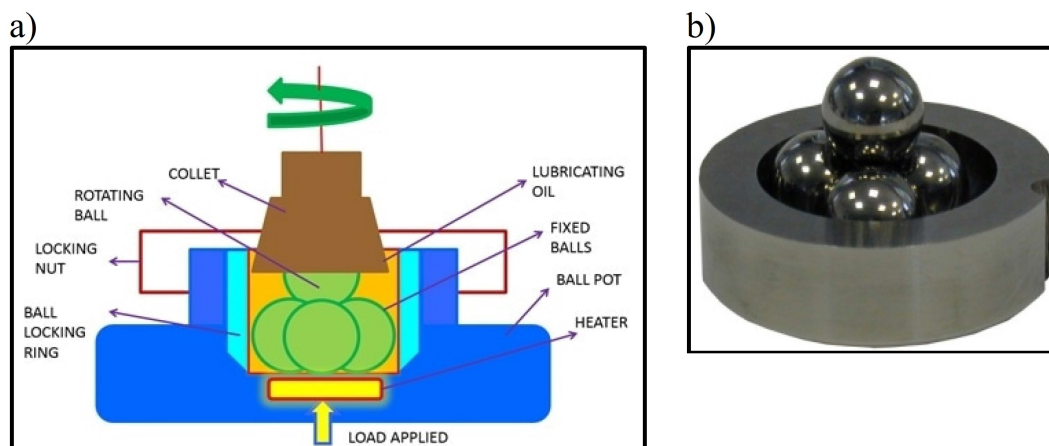 a)
b)
COLLET
ROTATING
BALL
LOCKING
NUT
BALL
LOCKING
RING
LUBRICATING
OIL
FIXED
BALLS
BALL POT
HEATER
LOAD APPLIED